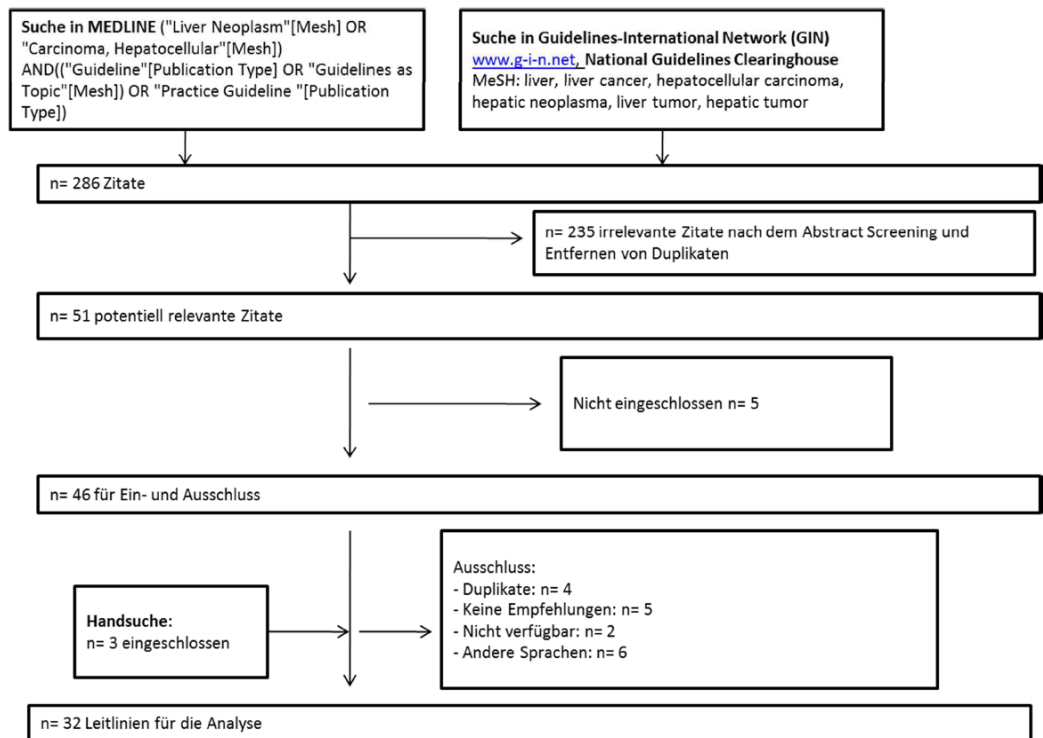 Suche in MEDLINE ("Liver Neoplasm"[Mesh] OR
"Carcinoma, Hepatocellular"[Mesh])
AND(("Guideline"[Publication Type] OR "Guidelines as
Topic"[Mesh]) OR "Practice Guideline "[Publication
Type])
Suche in Guidelines-International Network (GIN)
www.g-i-n.net, National Guidelines Clearinghouse
MeSH: liver, liver cancer, hepatocellular carcinoma,
hepatic neoplasma, liver tumor, hepatic tumor
n= 286 Zitate
n= 235 irrelevante Zitate nach dem Abstract Screening und
Entfernen von Duplikaten
n= 51 potentiell relevante Zitate
Nicht eingeschlossen n= 5
n= 46 für Ein- und Ausschluss
Handsuche:
n= 3 eingeschlossen
Ausschluss:
- Duplikate: n= 4
- Keine Empfehlungen: n= 5
- Nicht verfügbar: n= 2
- Andere Sprachen: n= 6
n= 32 Leitlinien für die Analyse